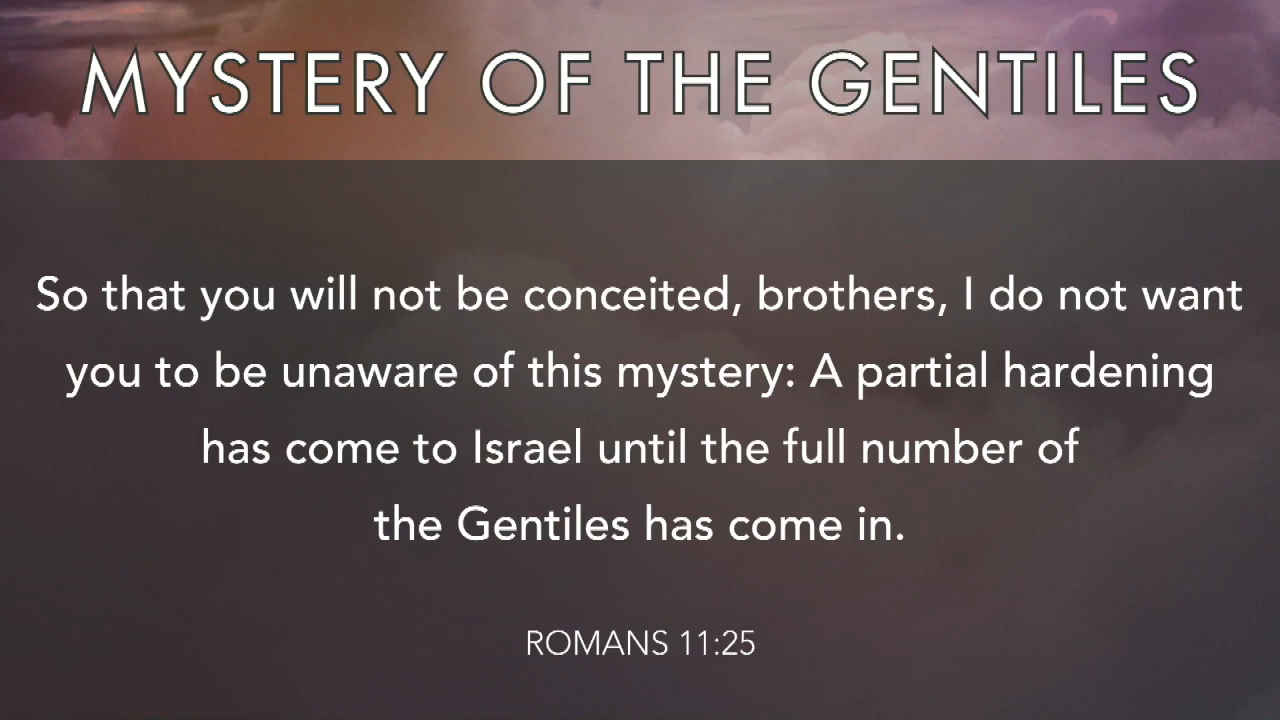 MYSTERY OF THE GENTILES
So that you will not be conceited, brothers, I do not want
you to be unaware of this mystery: A partial hardening
has come to Israel until the full number of
the Gentiles has come in.
ROMANS 11:25